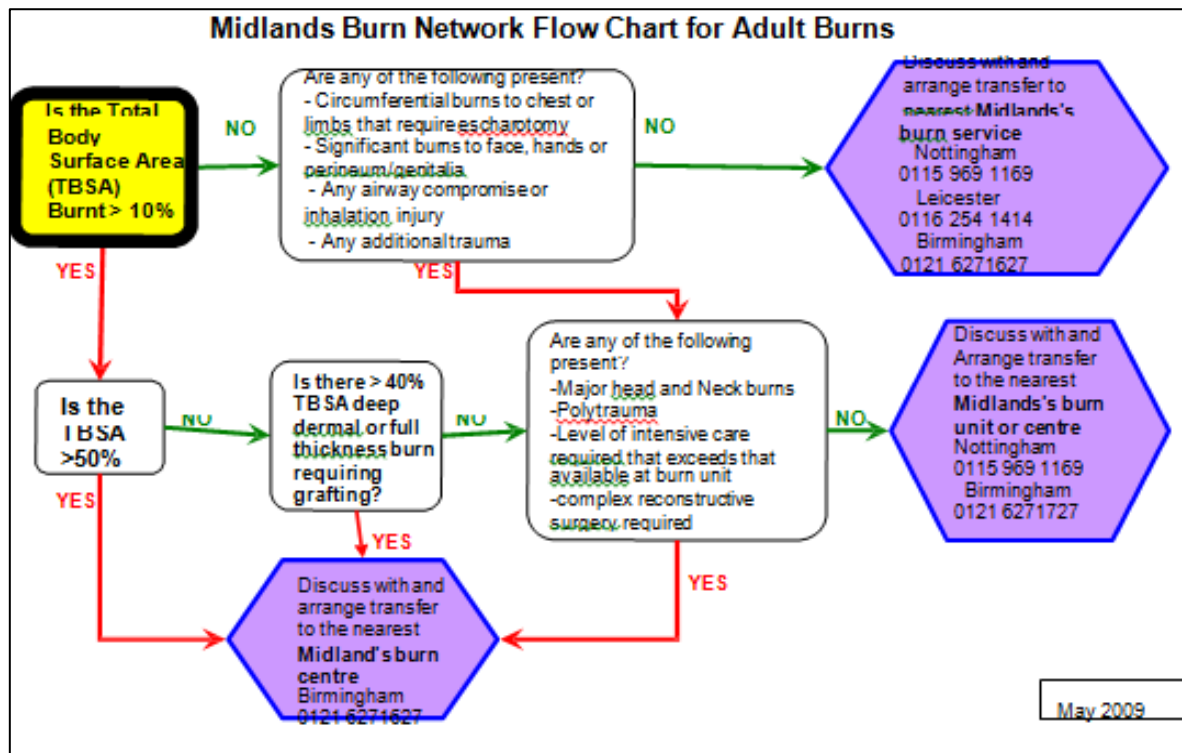 Midlands Burn Network Flow Chart for Adult Burns
Is the Total
Body
Surface Area
(TBSA)
Burnt > 10%
NO
Are any of the following present?
- Circumferential burns to chest or
limbs that require escharotomy
- Significant burns to face, hands or
perineum/genitalia
- Any airway compromise or
inhalation injury
- Any additional trauma
NO
Discuss with and
arrange transfer to
nearest Midlands's
burn service
Nottingham
0115 969 1169
Leicester
0116 254 1414
Birmingham
0121 6271627
YES
YES
Is the
TBSA
>50%
NO
Is there > 40%
TBSA deep
dermal or full
thickness burn
requiring
grafting?
NO
Are any of the following
present?
-Major head and Neck burns
-Polytrauma
-Level of intensive care
required that exceeds that
available at burn unit
-complex reconstructive
surgery required
NO
Discuss with and
Arrange transfer
to the nearest
Midlands's burn
unit or centre
Nottingham
0115 969 1169
Birmingham
0121 6271727
YES
YES
YES
Discuss with and
arrange transfer
to the nearest
Midland's burn
centre
Birmingham
0121 6271627
May 2009